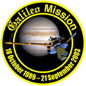 Galileo Mission
18 October 1989 - 21 September 2003